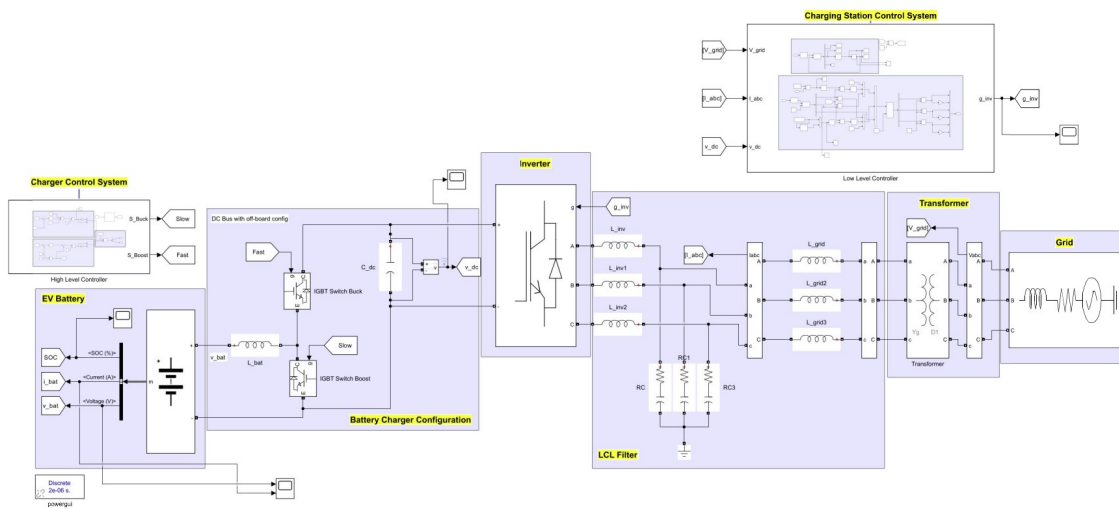 Charging Station Control System
[V_grid]
V_grid
[I_abc]
I_abc
g_inv
g_inv
v_dc
v_dc
Low Level Controller
Charger Control System
S_Buck
Slow
S_Boost
Fast
High Level Controller
DC Bus with off-board config
Fast
C
g
E
IGBT Switch Buck
C_dc
+
-
v
v_dc
L_bat
v_bat
Slow
C
g
E
IGBT Switch Boost
Battery Charger Configuration
EV Battery
SOC
<SOC (%)>
i_bat
<Current (A)>
v_bat
<Voltage (V)>
m
+
-
Discrete
2e-06 s.
powergui
Inverter
g
+
-
A
B
C
g_inv
L_inv
L_inv1
L_inv2
[I_abc]
Iabc
A
B
C
a
b
c
L_grid
L_grid2
L_grid3
RC
RC1
RC3
LCL Filter
A
B
C
a
b
c
Transformer
[V_grid]
Vabc
a
b
c
A
B
C
Yg
D1
Transformer
A
B
C
a
b
c
Grid
A
B
C